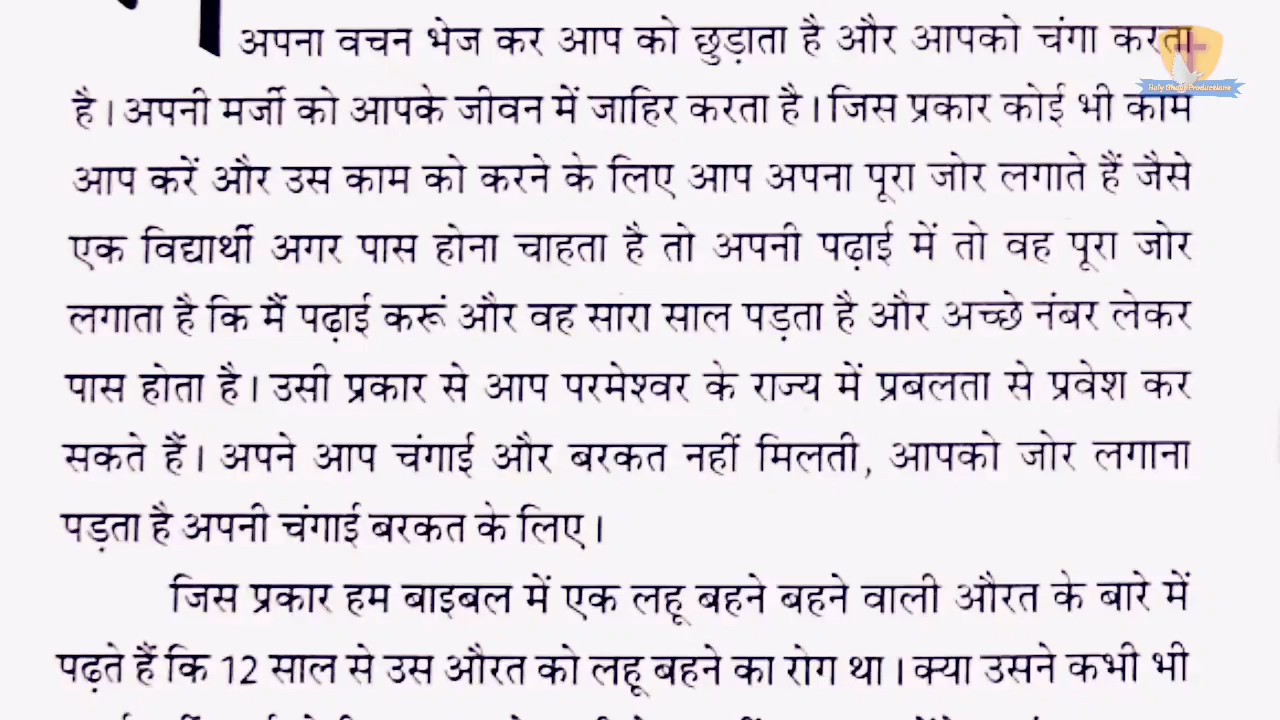 अपना वचन भेज कर आप को छुड़ाता है और आपको चंगा करता
है। अपनी मर्जी को आपके जीवन में जाहिर करता है। जिस प्रकार कोई भी काम
आप करें और उस काम को करने के लिए आप अपना पूरा जोर लगाते हैं जैसे
एक विद्यार्थी अगर पास होना चाहता है तो अपनी पढ़ाई में तो वह पूरा जोर
लगाता है कि मैं पढ़ाई करूं और वह सारा साल पड़ता है और अच्छे नंबर लेकर
पास होता है। उसी प्रकार से आप परमेश्वर के राज्य में प्रबलता से प्रवेश कर
सकते हैं। अपने आप चंगाई और बरकत नहीं मिलती, आपको जोर लगाना
पड़ता है अपनी चंगाई बरकत के लिए।
जिस प्रकार हम बाइबल में एक लहू बहने बहने वाली औरत के बारे में
पढ़ते हैं कि 12 साल से उस औरत को लहू बहने का रोग था। क्या उसने कभी भी
Holy Ghost Productions